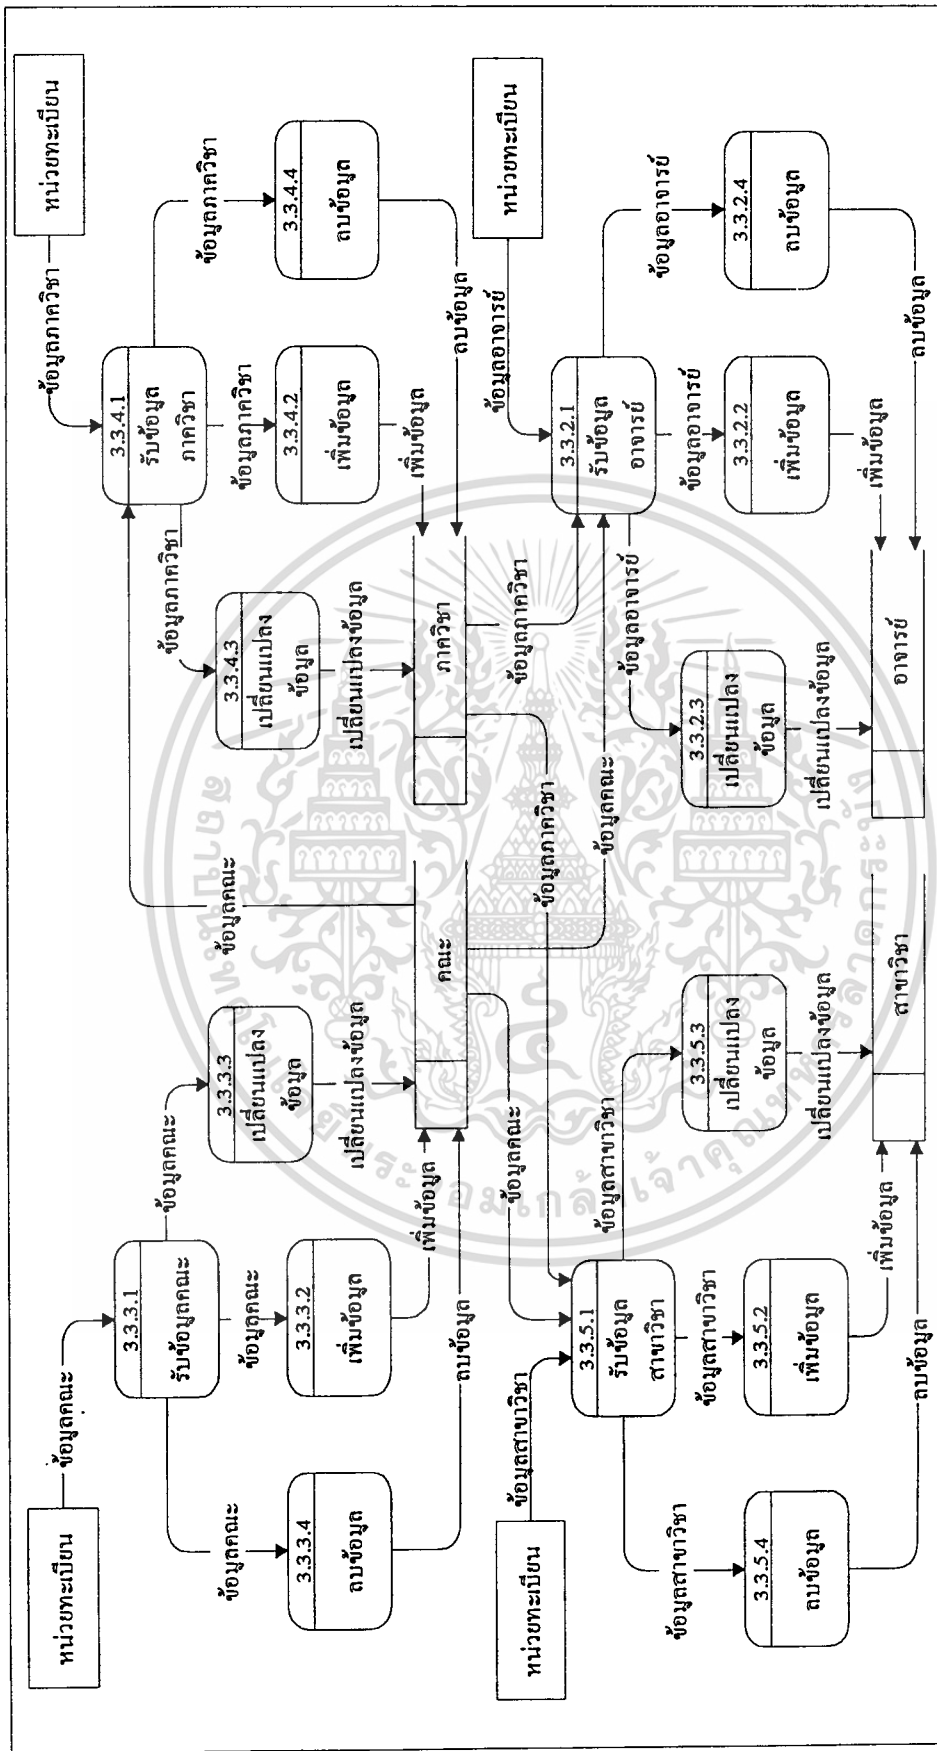 หน่วยทะเบียน
ข้อมูลคณะ
3.3.3.1
รับข้อมูลคณะ
ข้อมูลคณะ
3.3.3.3
เปลี่ยนแปลง
ข้อมูล
เปลี่ยนแปลงข้อมูล
ข้อมูลคณะ
3.3.3.2
เพิ่มข้อมูล
เพิ่มข้อมูล
ข้อมูลคณะ
3.3.3.4
ลบข้อมูล
ลบข้อมูล
คณะ
ข้อมูลคณะ
ข้อมูลคณะ
ข้อมูลคณะ
หน่วยทะเบียน
ข้อมูลภาควิชา
3.3.4.1
รับข้อมูล
ภาควิชา
ข้อมูลภาควิชา
3.3.4.3
เปลี่ยนแปลง
ข้อมูล
เปลี่ยนแปลงข้อมูล
ข้อมูลภาควิชา
3.3.4.2
เพิ่มข้อมูล
เพิ่มข้อมูล
ข้อมูลภาควิชา
3.3.4.4
ลบข้อมูล
ลบข้อมูล
ภาควิชา
ข้อมูลภาควิชา
ข้อมูลภาควิชา
หน่วยทะเบียน
ข้อมูลสาขาวิชา
3.3.5.1
รับข้อมูล
สาขาวิชา
ข้อมูลสาขาวิชา
3.3.5.3
เปลี่ยนแปลง
ข้อมูล
เปลี่ยนแปลงข้อมูล
ข้อมูลสาขาวิชา
3.3.5.2
เพิ่มข้อมูล
เพิ่มข้อมูล
ข้อมูลสาขาวิชา
3.3.5.4
ลบข้อมูล
ลบข้อมูล
สาขาวิชา
หน่วยทะเบียน
ข้อมูลอาจารย์
3.3.2.1
รับข้อมูล
อาจารย์
ข้อมูลอาจารย์
3.3.2.3
เปลี่ยนแปลง
ข้อมูล
เปลี่ยนแปลงข้อมูล
ข้อมูลอาจารย์
3.3.2.2
เพิ่มข้อมูล
เพิ่มข้อมูล
ข้อมูลอาจารย์
3.3.2.4
ลบข้อมูล
ลบข้อมูล
อาจารย์